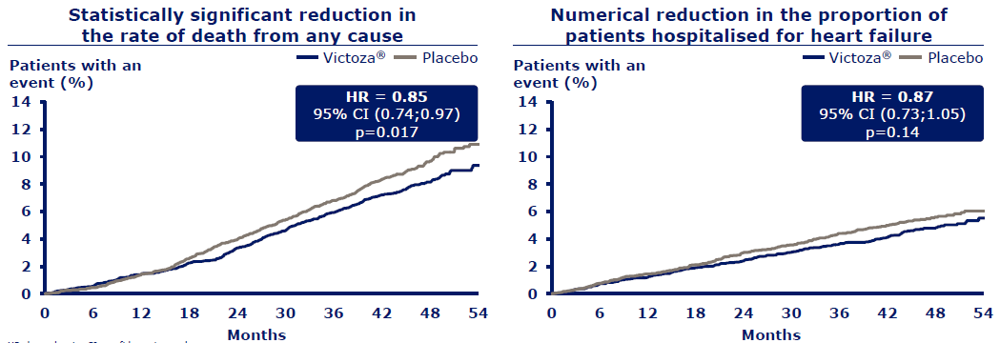 Statistically significant reduction in
the rate of death from any cause
Victoza® Placebo
Patients with an
event (%)
HR = 0.85
95% CI (0.74;0.97)
p=0.017
14
12
10
8
6
4
2
0
0 6 12 18 24 30 36 42 48 54
Months
Numerical reduction in the proportion of
patients hospitalised for heart failure
Victoza® Placebo
Patients with an
event (%)
HR = 0.87
95% CI (0.73;1.05)
p=0.14
14
12
10
8
6
4
2
0
0 6 12 18 24 30 36 42 48 54
Months